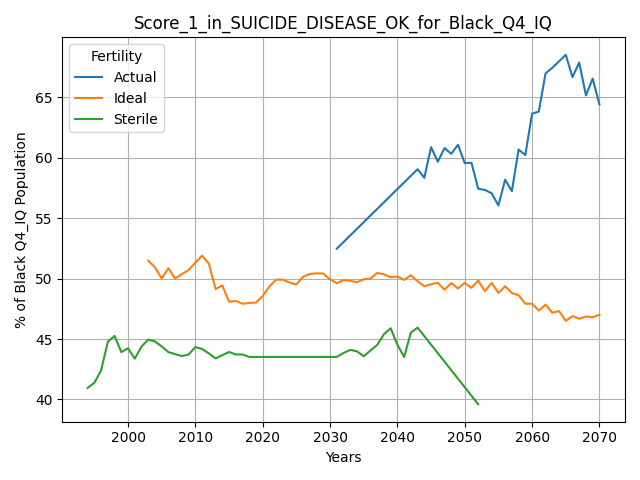 Score_1_in_SUICIDE_DISEASE_OK_for_Black_Q4_IQ
Fertility
Actual
Ideal
Sterile
% of Black Q4_IQ Population
65
60
55
50
45
40
2000 2010 2020 2030 2040 2050 2060 2070
Years